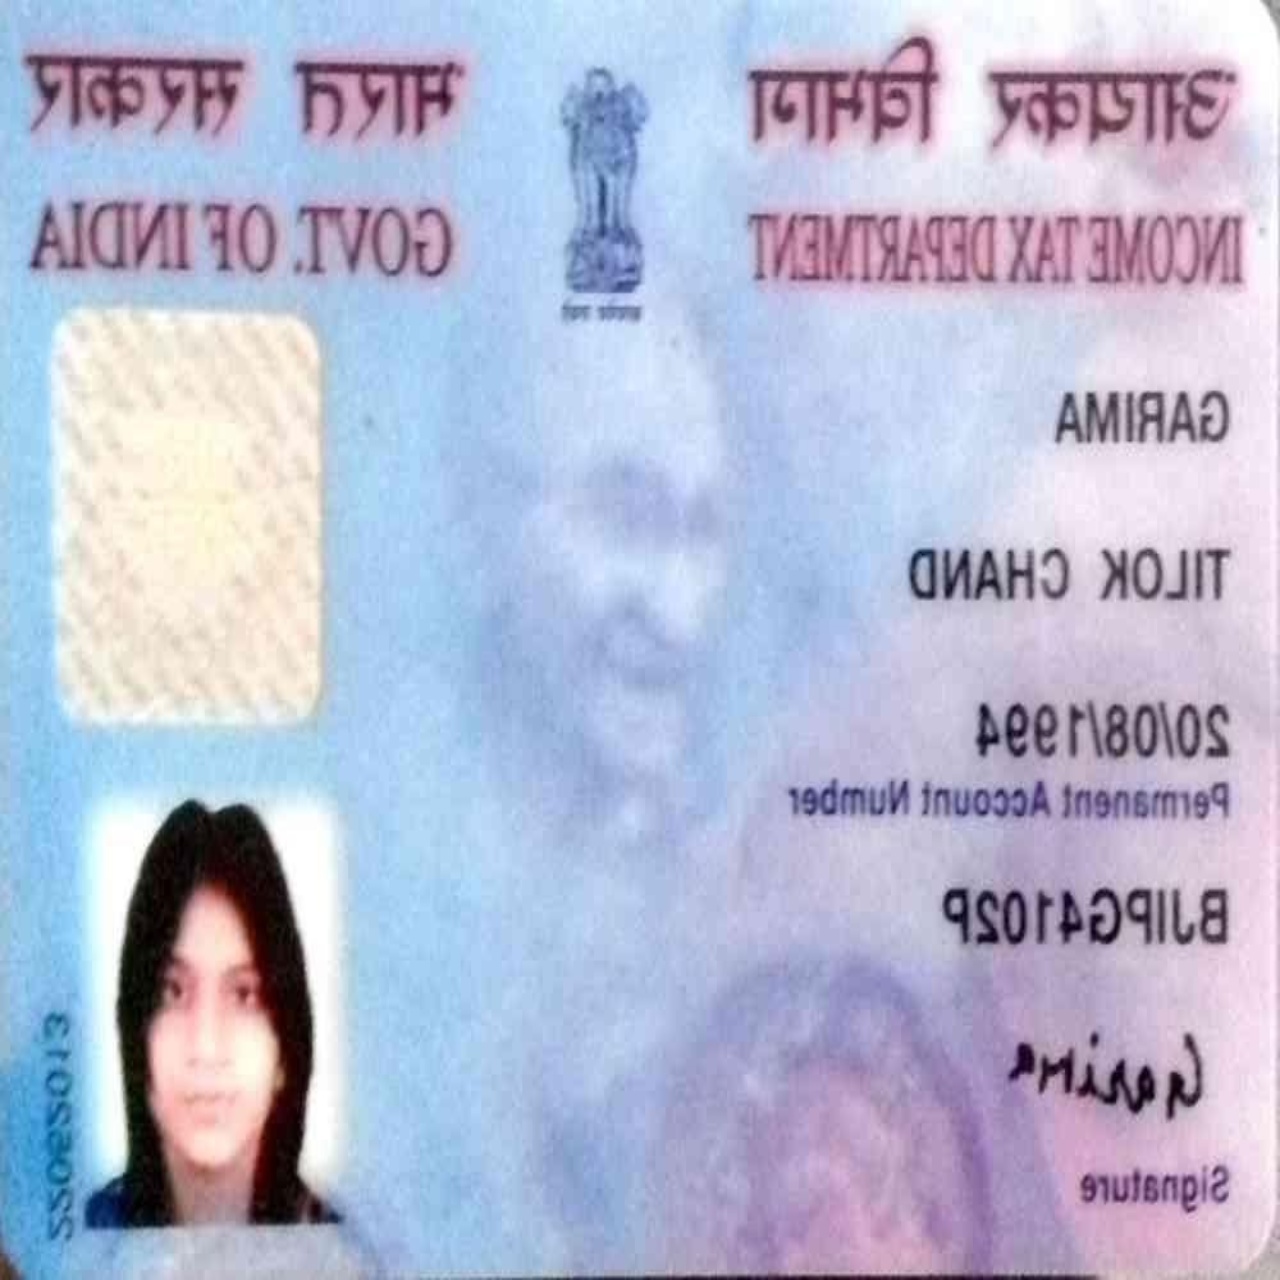 आयकर विभाग
INCOME TAX DEPARTMENT
भारत सरकार
GOVT. OF INDIA
सत्यमेव जयते
GARIMA
TILOK CHAND
20/08/1994
Permanent Account Number
BJIPG4102P
Garima
Signature